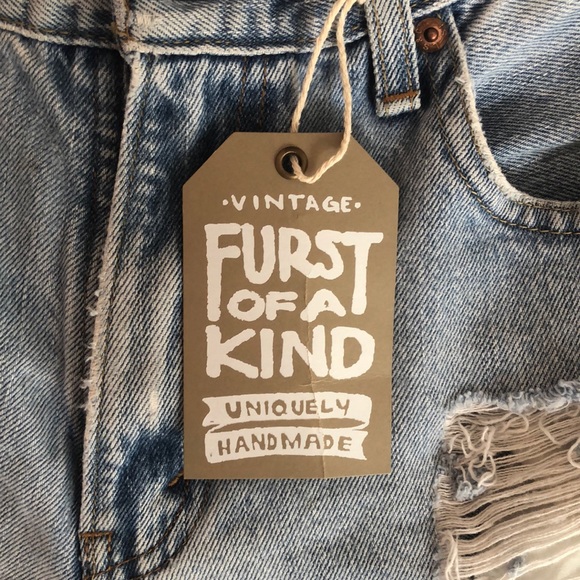 ·VINTAGE·
FURST
OF A
KIND
UNIQUELY
HANDMADE